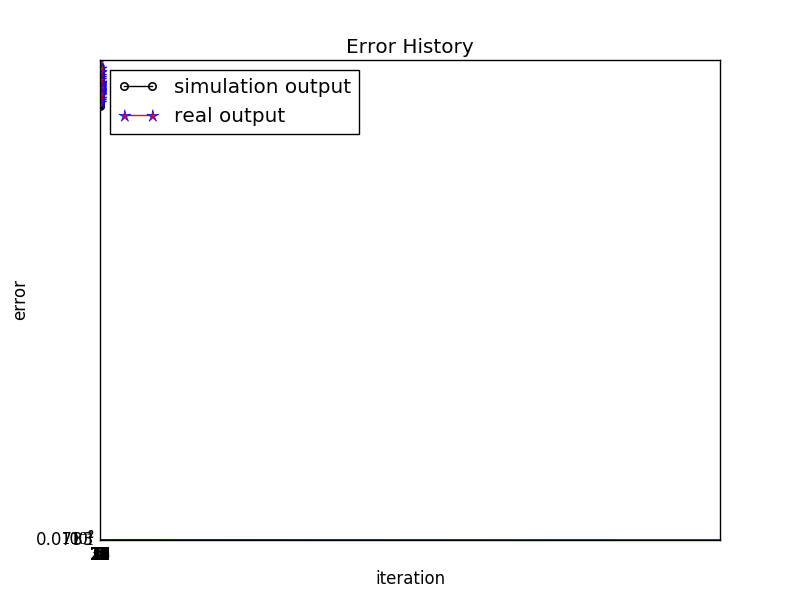 Error History
simulation output
real output
error
iteration